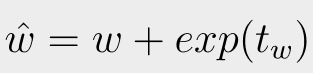 ŵ = w + exp(t_w)